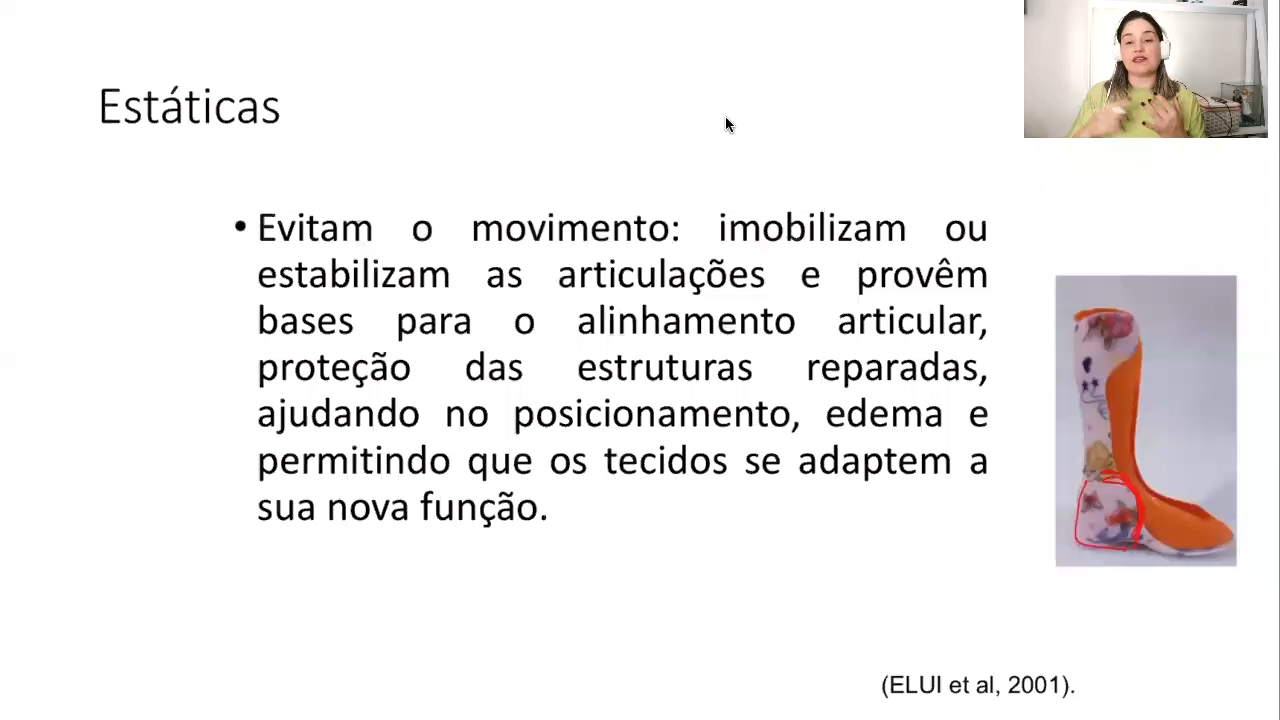 Estáticas
• Evitam o movimento: imobilizam ou
estabilizam as articulações e provêm
bases para o alinhamento articular,
proteção das estruturas reparadas,
ajudando no posicionamento, edema e
permitindo que os tecidos se adaptem a
sua nova função.
(ELUI et al, 2001).